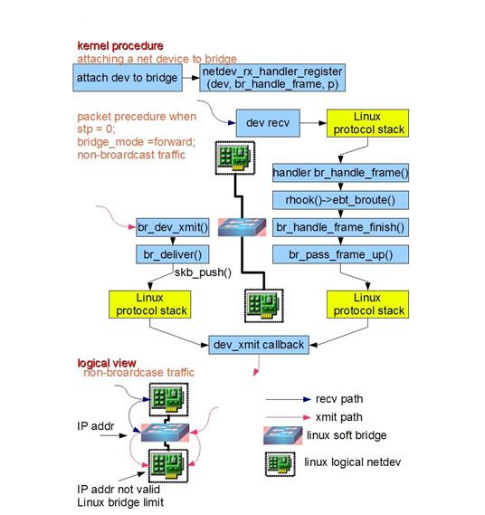 kernel procedure
attaching a net device to bridge
attach dev to bridge
netdev_rx_handler_register
(dev, br_handle_frame, p)
packet precedure when
stp = 0;
bridge_mode =forward;
non-broardcast traffic
dev recv
Linux
protocol stack
handler br_handle_frame()
rhook()->ebt_broute()
br_dev_xmit()
br_handle_frame_finish()
br_deliver()
br_pass_frame_up()
skb_push()
Linux
protocol stack
Linux
protocol stack
dev_xmit callback
logical view
non-broardcase traffic
recv path
xmit path
IP addr
linux soft bridge
linux logical netdev
IP addr not valid
Linux bridge limit